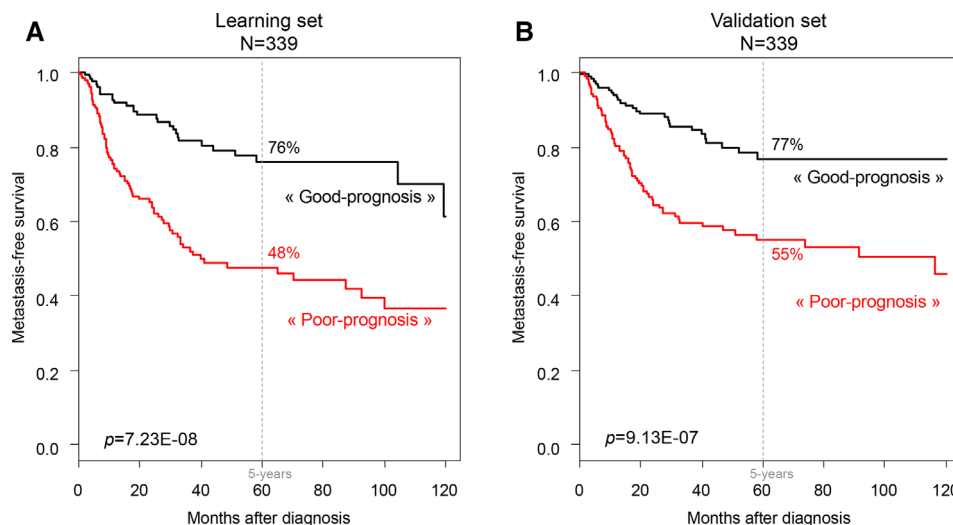 A
Learning set
N=339
Metastasis-free survival
1.0
0.8
0.6
0.4
0.2
0.0
76%
« Good-prognosis »
48%
« Poor-prognosis »
p=7.23E-08
5-years
0 20 40 60 80 100 120
Months after diagnosis
B
Validation set
N=339
Metastasis-free survival
1.0
0.8
0.6
0.4
0.2
0.0
77%
« Good-prognosis »
55%
« Poor-prognosis »
p=9.13E-07
5-years
0 20 40 60 80 100 120
Months after diagnosis